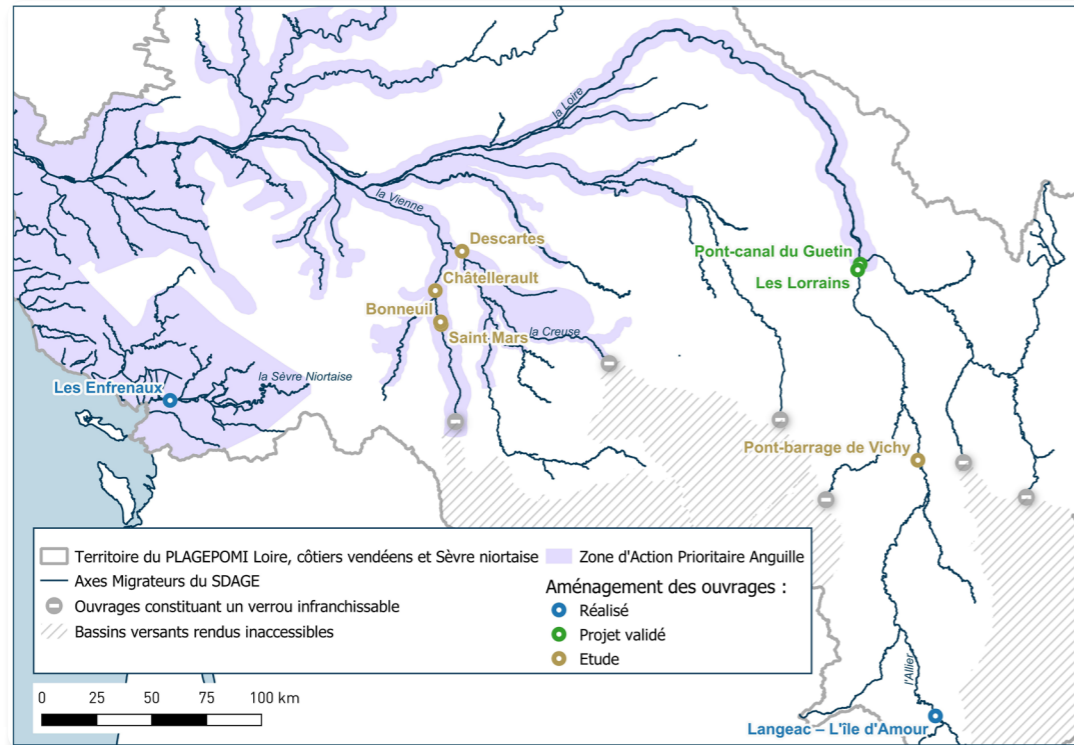 la Loire
la Vienne
Descartes
Pont-canal du Guetin
Les Lorrains
Châtellerault
Bonneuil
Saint Mars
la Creuse
la Sèvre Niortaise
Les Enfrenaux
Pont-barrage de Vichy
Territoire du PLAGEPOMI Loire, côtiers vendéens et Sèvre niortaise
Axes Migrateurs du SDAGE
Ouvrages constituant un verrou infranchissable
Bassins versants rendus inaccessibles
Zone d'Action Prioritaire Anguille
Aménagement des ouvrages :
Réalisé
Projet validé
Etude
0 25 50 75 100 km
l'Allier
Langeac – L'île d'Amour